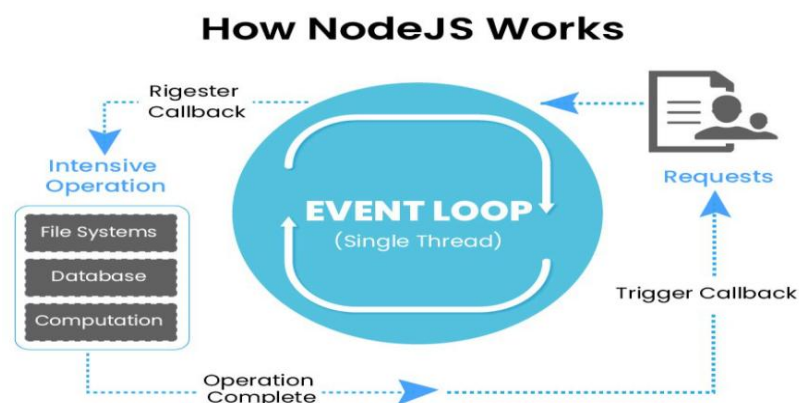 How NodeJS Works
Rigester
Callback
Intensive
Operation
File Systems
Database
Computation
EVENT LOOP
(Single Thread)
Requests
Trigger Callback
Operation
Complete